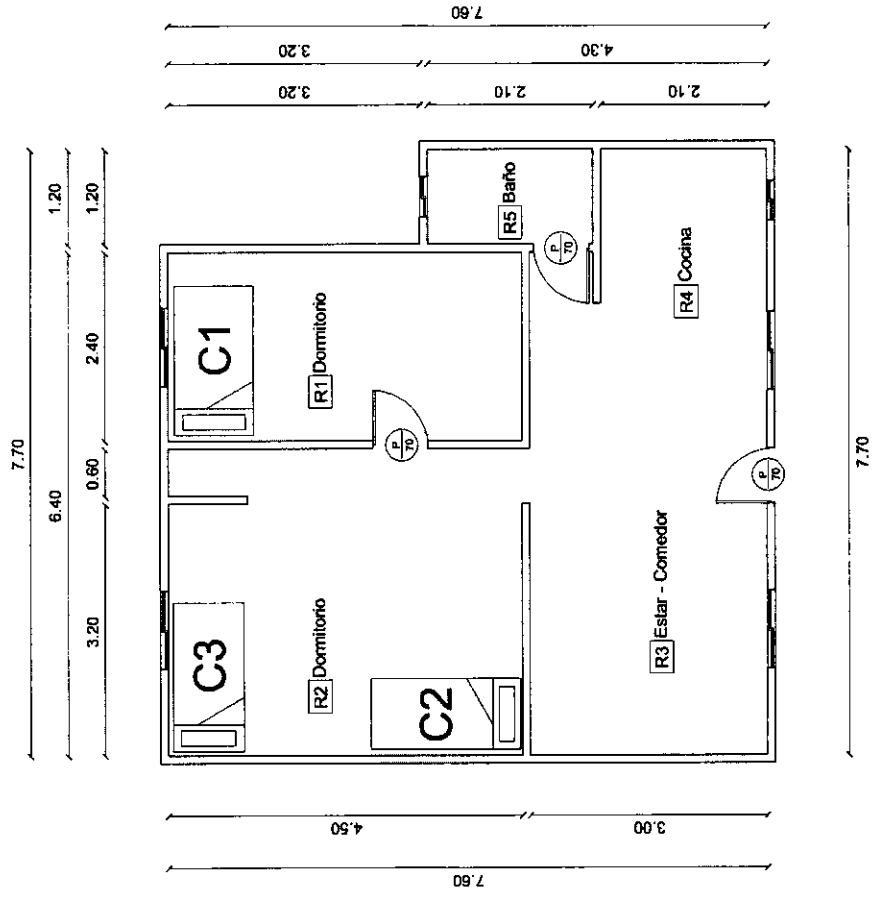 7.60
3.20
4.30
3.20
2.10
2.10
7.70
6.40
1.20
3.20
0.60
2.40
1.20
C1
R1 Dormitorio
P
70
C3
R2 Dormitorio
C2
R5 Baño
P
70
R4 Cocina
R3 Estar - Comedor
P
70
4.50
3.00
7.60
7.70